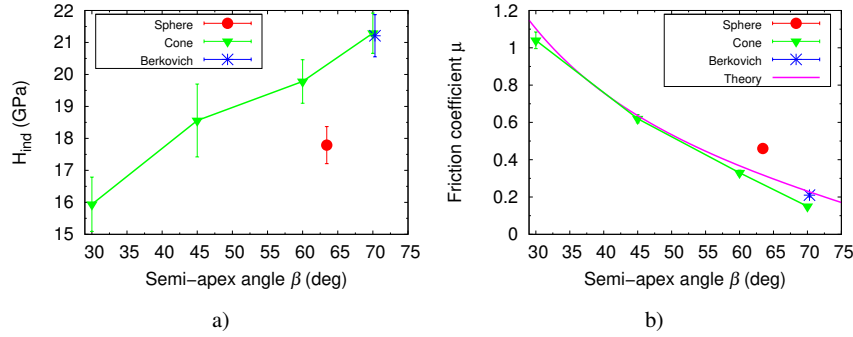 22
21
20
19
18
17
16
15
H_ind (GPa)
30 35 40 45 50 55 60 65 70 75
Semi−apex angle β (deg)
Sphere
Cone
Berkovich
a)
1.2
1
0.8
0.6
0.4
0.2
0
Friction coefficient μ
30 35 40 45 50 55 60 65 70 75
Semi−apex angle β (deg)
Sphere
Cone
Berkovich
Theory
b)